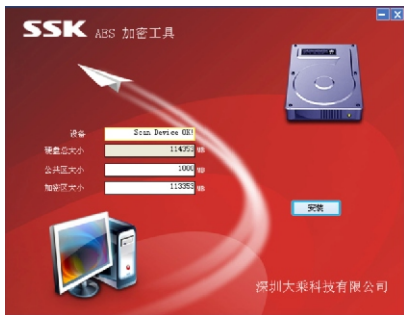 SSK ABS 加密工具
设备 Scan Device OK!
硬盘总大小 114353 MB
公共区大小 1000 MB
加密区大小 113353 MB
安装
深圳大乘科技有限公司